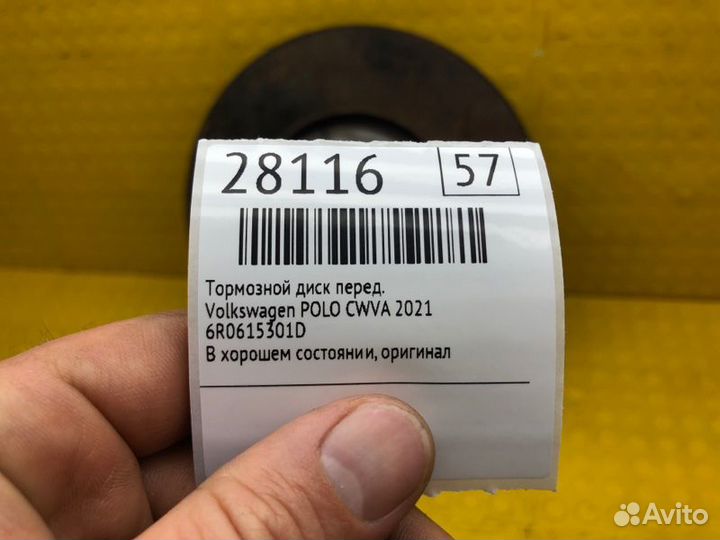 28116 57
Тормозной диск перед.
Volkswagen POLO CWVA 2021
6R0615301D
В хорошем состоянии, оригинал
Avito